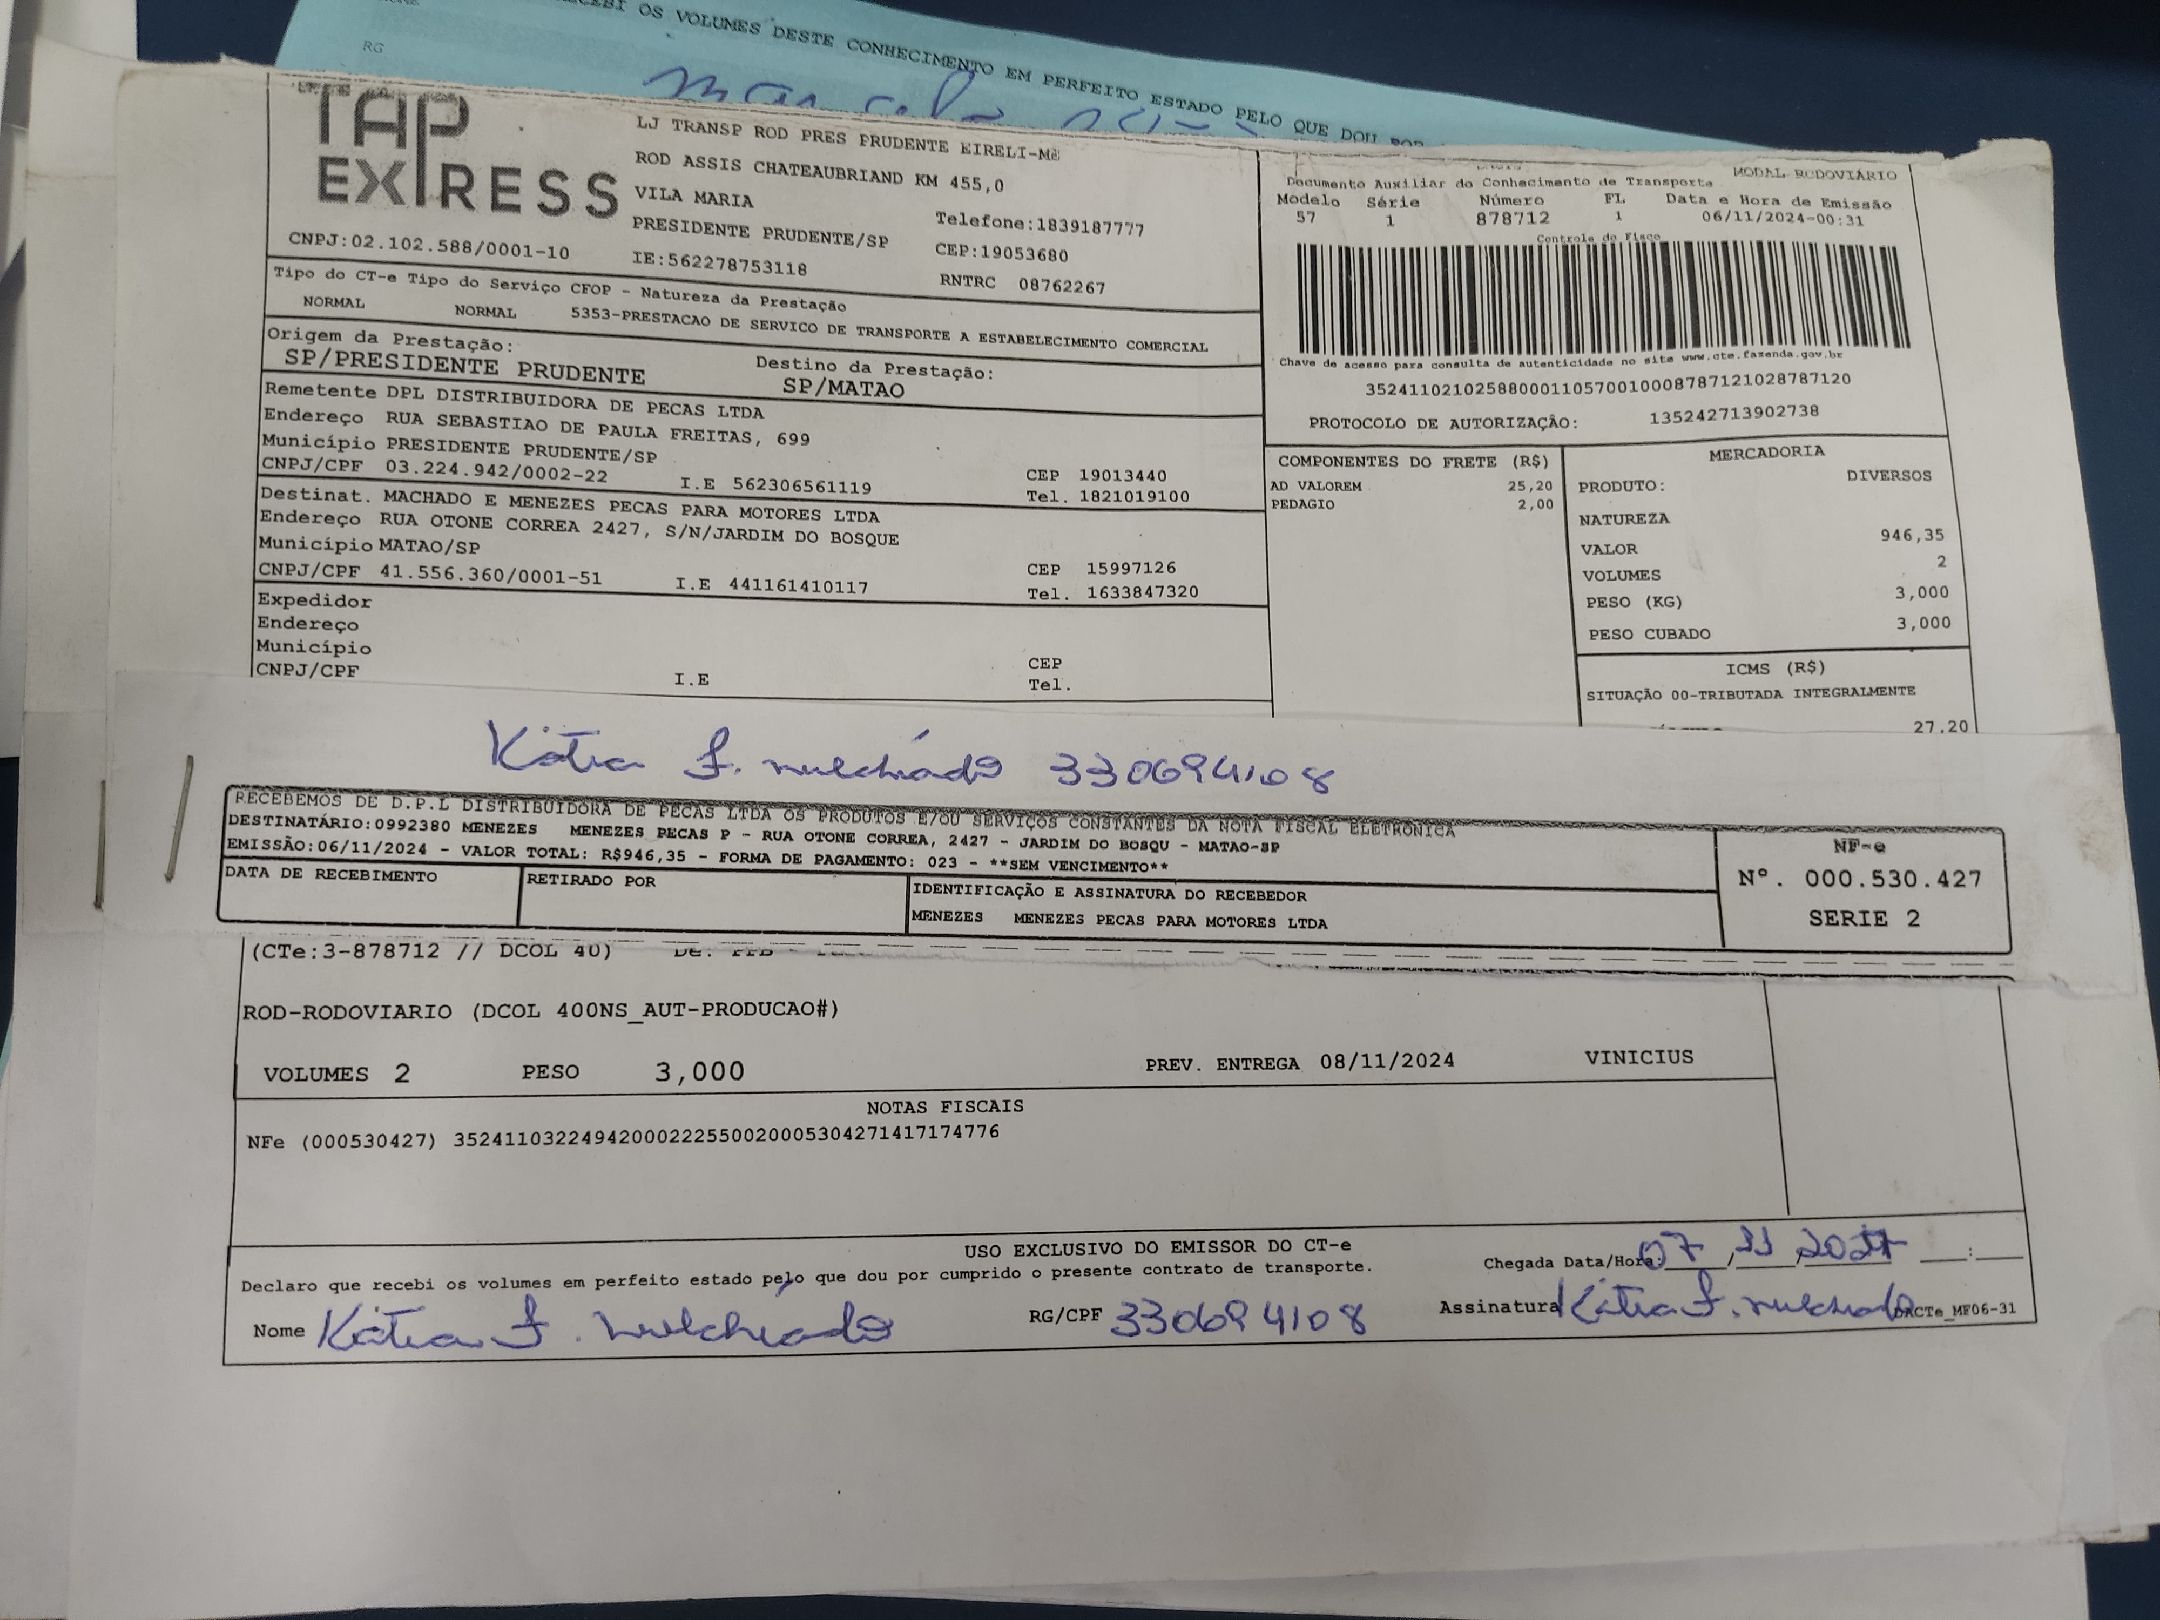 RECEBI OS VOLUMES DESTE CONHECIMENTO EM PERFEITO ESTADO PELO QUE DOU POR
RG
TAP
EXPRESS
LJ TRANSP ROD PRES PRUDENTE EIRELI-ME
ROD ASSIS CHATEAUBRIAND KM 455,0
VILA MARIA
PRESIDENTE PRUDENTE/SP Telefone:1839187777
CNPJ:02.102.588/0001-10 IE:562278753118 CEP:19053680
RNTRC 08762267
Tipo do CT-e Tipo do Serviço CFOP - Natureza da Prestação
NORMAL NORMAL 5353-PRESTACAO DE SERVICO DE TRANSPORTE A ESTABELECIMENTO COMERCIAL
Origem da Prestação: Destino da Prestação:
SP/PRESIDENTE PRUDENTE SP/MATAO
Remetente DPL DISTRIBUIDORA DE PECAS LTDA
Endereço RUA SEBASTIAO DE PAULA FREITAS, 699
Município PRESIDENTE PRUDENTE/SP CEP 19013440
CNPJ/CPF 03.224.942/0002-22 I.E 562306561119 Tel. 1821019100
Destinat. MACHADO E MENEZES PECAS PARA MOTORES LTDA
Endereço RUA OTONE CORREA 2427, S/N/JARDIM DO BOSQUE
Município MATAO/SP CEP 15997126
CNPJ/CPF 41.556.360/0001-51 I.E 441161410117 Tel. 1633847320
Expedidor
Endereço
Município CEP
CNPJ/CPF I.E Tel.
MODAL RODOVIÁRIO
Documento Auxiliar do Conhecimento de Transporte
Modelo Série Número FL Data e Hora de Emissão
57 1 878712 1 06/11/2024-00:31
Controle do Fisco
Chave de acesso para consulta de autenticidade no site www.cte.fazenda.gov.br
35241102102588000110570010008787121028787120
PROTOCOLO DE AUTORIZAÇÃO: 135242713902738
COMPONENTES DO FRETE (R$)
AD VALOREM 25,20
PEDAGIO 2,00
MERCADORIA
PRODUTO: DIVERSOS
NATUREZA
VALOR 946,35
VOLUMES 2
PESO (KG) 3,000
PESO CUBADO 3,000
ICMS (R$)
SITUAÇÃO 00-TRIBUTADA INTEGRALMENTE
27,20
Kátia f. Melchiades 330694108
RECEBEMOS DE D.P.L DISTRIBUIDORA DE PECAS LTDA OS PRODUTOS E/OU SERVIÇOS CONSTANTES DA NOTA FISCAL ELETRÔNICA
DESTINATÁRIO:0992380 MENEZES MENEZES PECAS P - RUA OTONE CORREA, 2427 - JARDIM DO BOSQU - MATAO-SP
EMISSÃO:06/11/2024 - VALOR TOTAL: R$946,35 - FORMA DE PAGAMENTO: 023 - **SEM VENCIMENTO**
DATA DE RECEBIMENTO RETIRADO POR IDENTIFICAÇÃO E ASSINATURA DO RECEBEDOR
MENEZES MENEZES PECAS PARA MOTORES LTDA
NF-e
Nº. 000.530.427
SERIE 2
(CTe:3-878712 // DCOL 40)
ROD-RODOVIARIO (DCOL 400NS_AUT-PRODUCAO#)
VOLUMES 2 PESO 3,000 PREV. ENTREGA 08/11/2024 VINICIUS
NOTAS FISCAIS
NFe (000530427) 35241103224942000222550020005304271417174776
USO EXCLUSIVO DO EMISSOR DO CT-e
Declaro que recebi os volumes em perfeito estado pelo que dou por cumprido o presente contrato de transporte.
Chegada Data/Hora: 07/11/2024 __:__
Nome Kátia f. Melchiades RG/CPF 330694108 Assinatura Kátia f. Melchiades DACTe_MF06-31